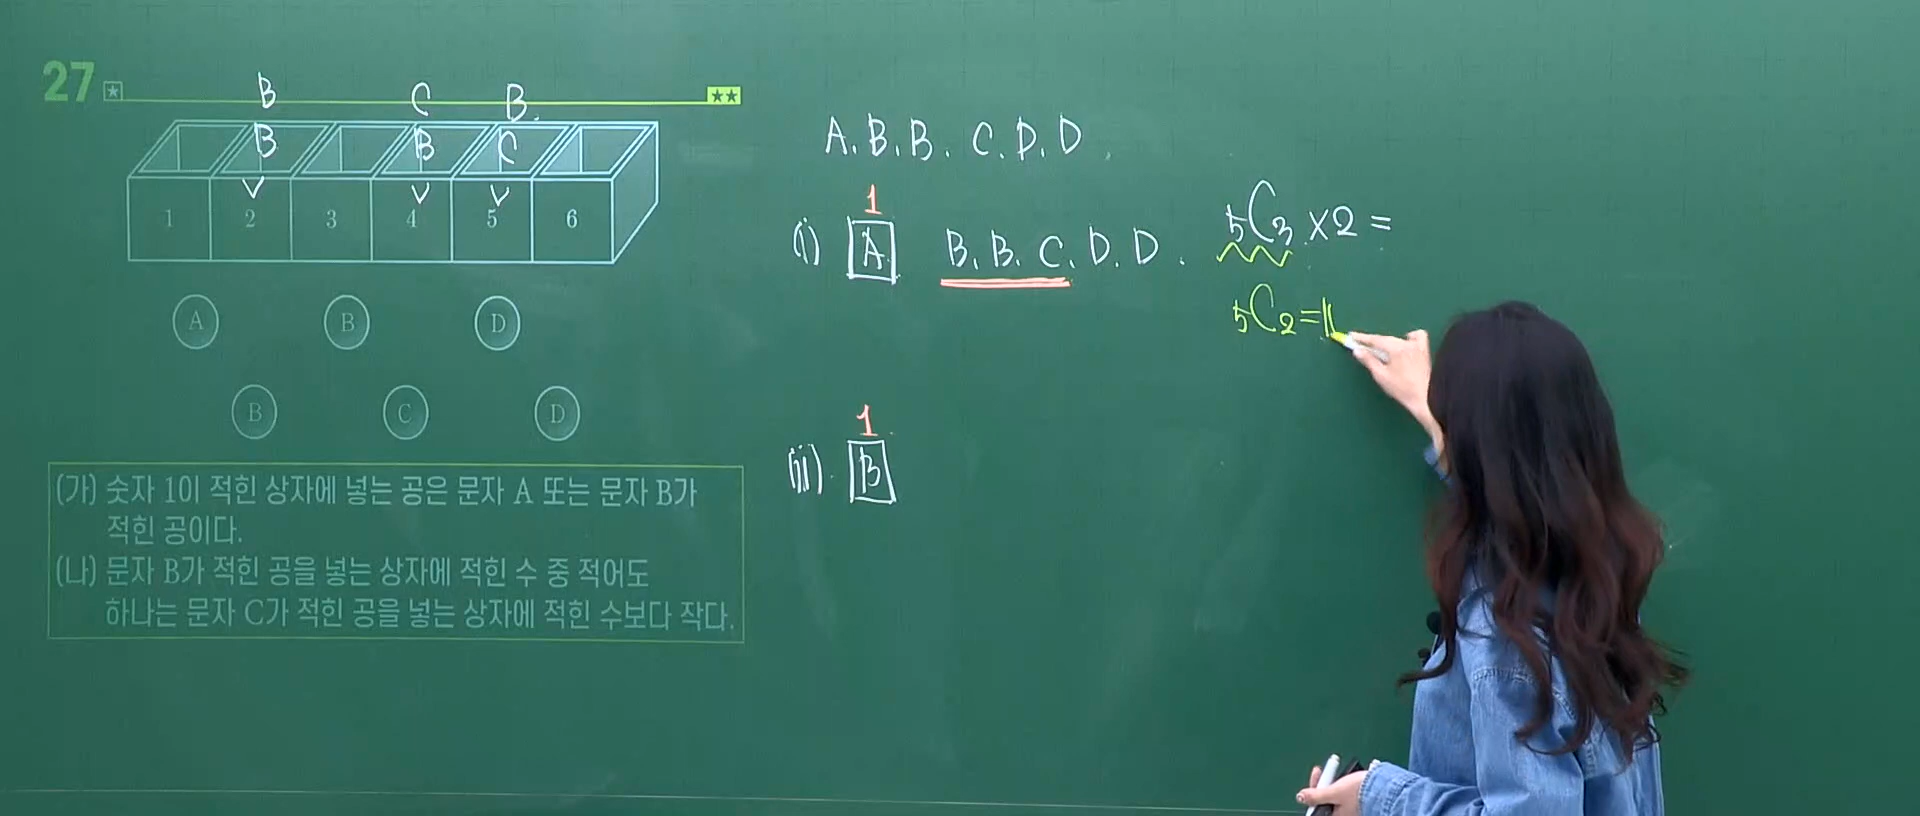 27
B C B
B B C
V V V
1 2 3 4 5 6
A B D
B C D
(가) 숫자 1이 적힌 상자에 넣는 공은 문자 A 또는 문자 B가
적힌 공이다.
(나) 문자 B가 적힌 공을 넣는 상자에 적힌 수 중 적어도
하나는 문자 C가 적힌 공을 넣는 상자에 적힌 수보다 작다.
A. B. B. C. D. D
1
(i) A B. B. C. D. D. ₅C₃ × 2 =
₅C₂ = 1
1
(ii) B